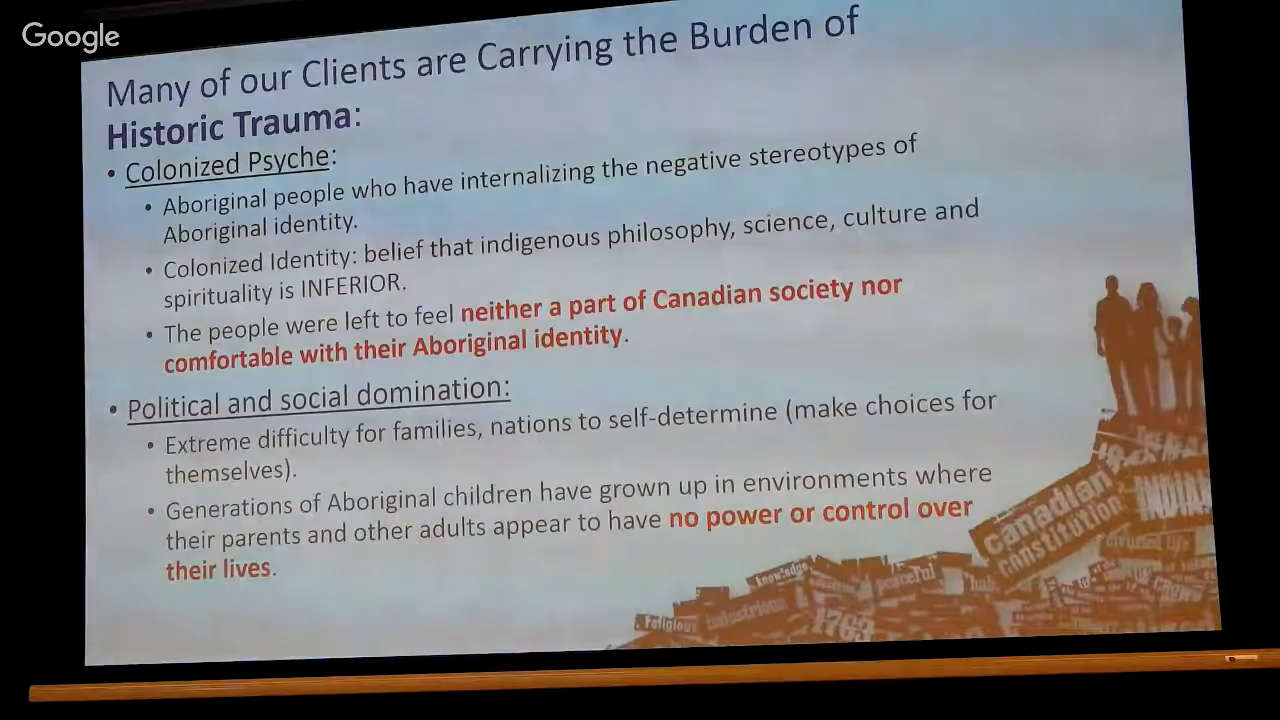 Google
Many of our Clients are Carrying the Burden of
Historic Trauma:
• Colonized Psyche:
• Aboriginal people who have internalizing the negative stereotypes of
Aboriginal identity.
• Colonized Identity: belief that indigenous philosophy, science, culture and
spirituality is INFERIOR.
• The people were left to feel neither a part of Canadian society nor
comfortable with their Aboriginal identity.
• Political and social domination:
• Extreme difficulty for families, nations to self-determine (make choices for
themselves).
• Generations of Aboriginal children have grown up in environments where
their parents and other adults appear to have no power or control over
their lives.
Canadian
constitution
INDIAN
civilized life
knowledge
peaceful
Religious
industrious
1763